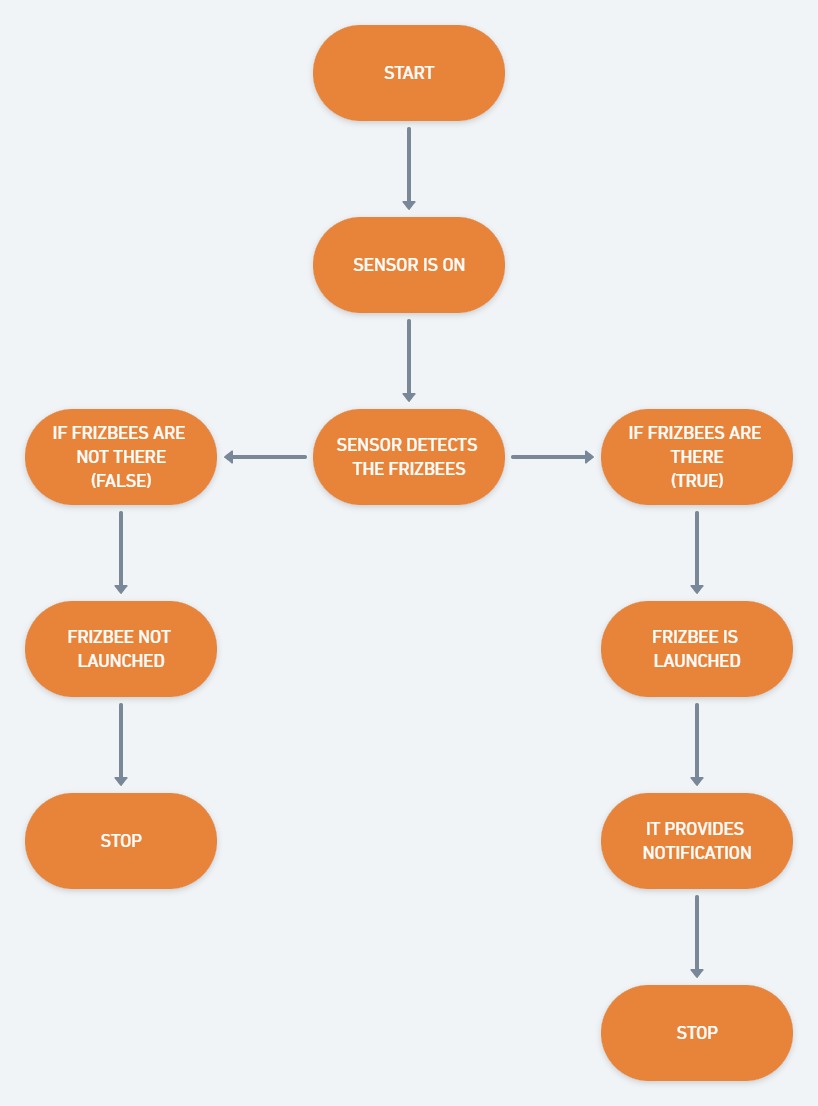 START
SENSOR IS ON
IF FRIZBEES ARE
NOT THERE
(FALSE)
SENSOR DETECTS
THE FRIZBEES
IF FRIZBEES ARE
THERE
(TRUE)
FRIZBEE NOT
LAUNCHED
FRIZBEE IS
LAUNCHED
STOP
IT PROVIDES
NOTIFICATION
STOP